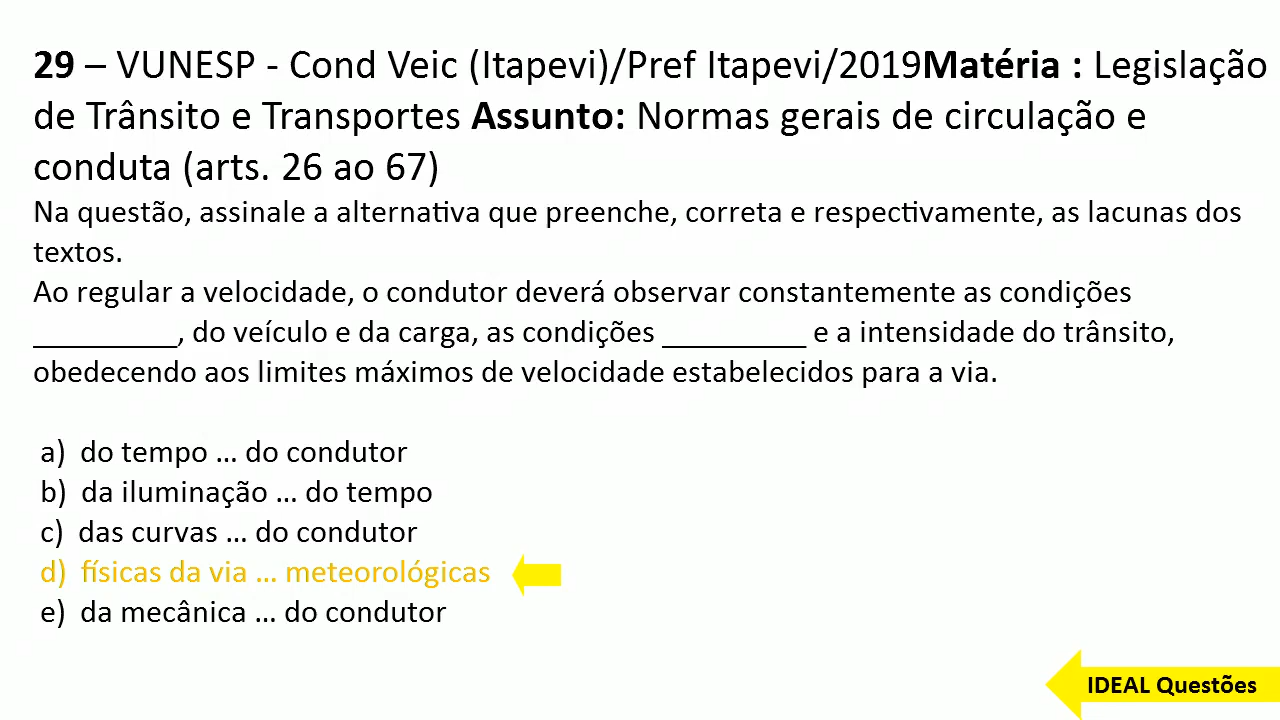 29 – VUNESP - Cond Veic (Itapevi)/Pref Itapevi/2019Matéria : Legislação
de Trânsito e Transportes Assunto: Normas gerais de circulação e
conduta (arts. 26 ao 67)
Na questão, assinale a alternativa que preenche, correta e respectivamente, as lacunas dos
textos.
Ao regular a velocidade, o condutor deverá observar constantemente as condições
_________, do veículo e da carga, as condições _________ e a intensidade do trânsito,
obedecendo aos limites máximos de velocidade estabelecidos para a via.
a) do tempo ... do condutor
b) da iluminação ... do tempo
c) das curvas ... do condutor
d) físicas da via ... meteorológicas
e) da mecânica ... do condutor
IDEAL Questões